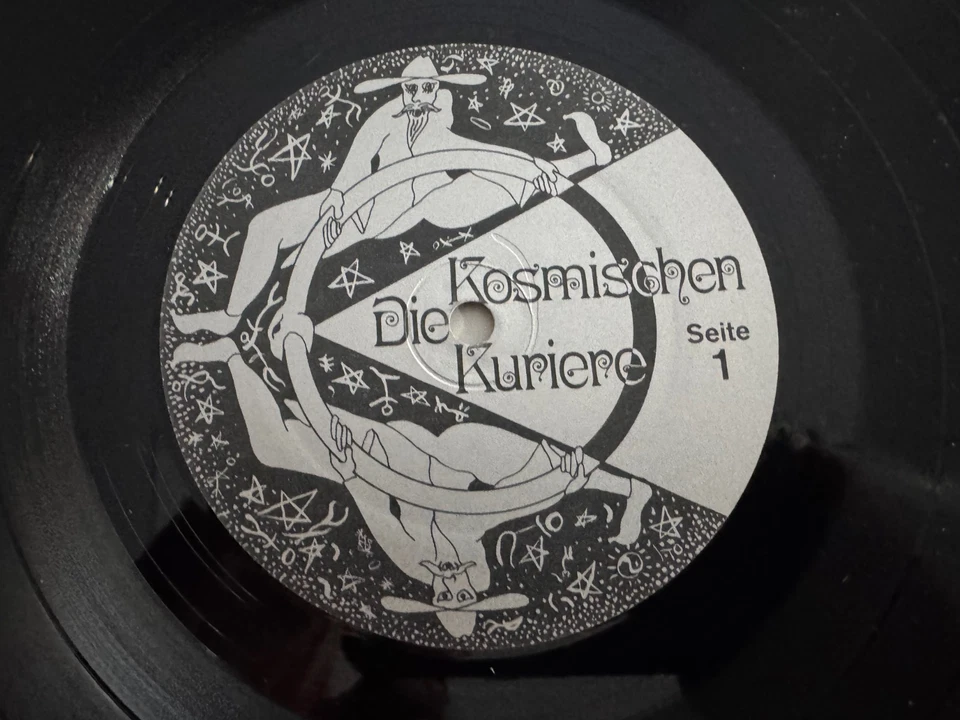 Die Kosmischen
Kuriere
Seite
1